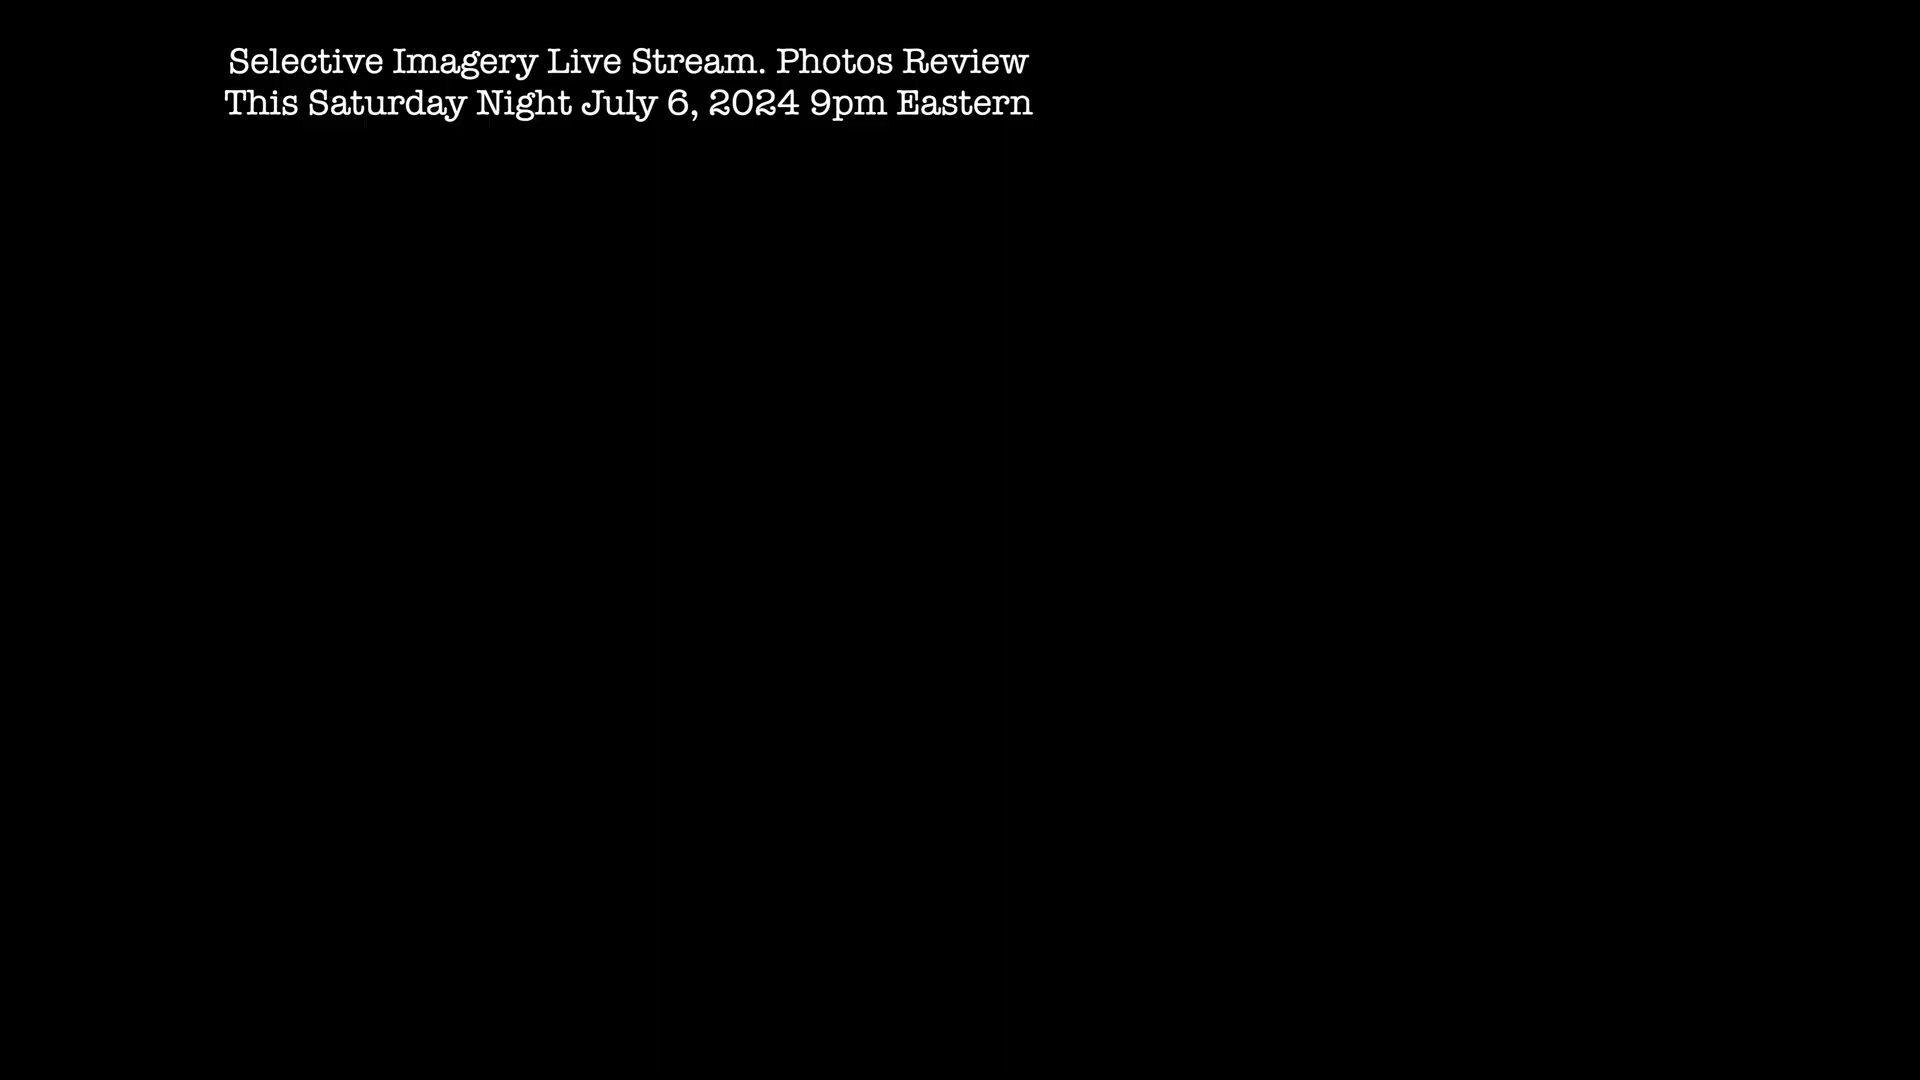 Selective Imagery Live Stream. Photos Review
This Saturday Night July 6, 2024 9pm Eastern